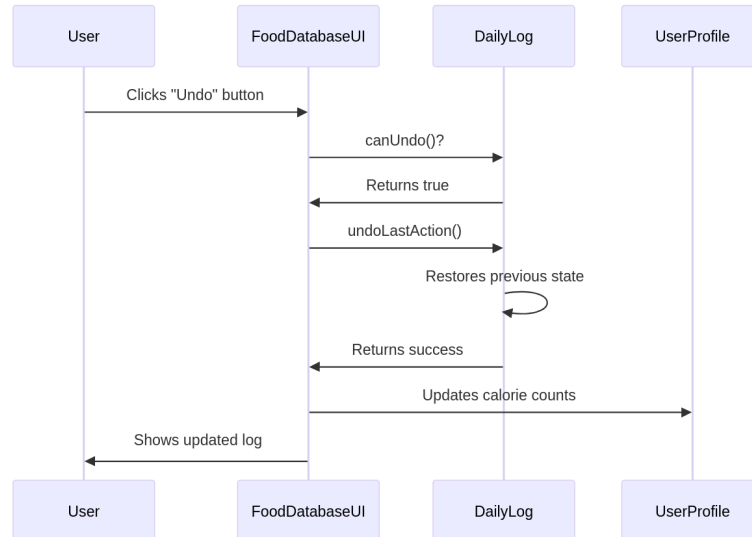 User
FoodDatabaseUI
DailyLog
UserProfile
Clicks "Undo" button
canUndo()?
Returns true
undoLastAction()
Restores previous state
Returns success
Updates calorie counts
Shows updated log
User
FoodDatabaseUI
DailyLog
UserProfile